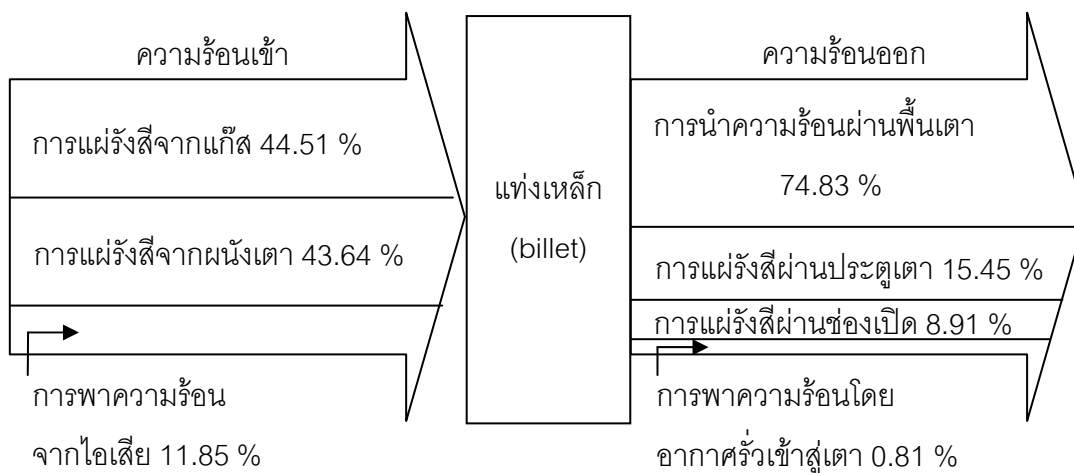 ความร้อนเข้า
การแผ่รังสีจากแก๊ส 44.51 %
การแผ่รังสีจากผนังเตา 43.64 %
การพาความร้อน
จากไอเสีย 11.85 %
แท่งเหล็ก
(billet)
ความร้อนออก
การนำความร้อนผ่านพื้นเตา
74.83 %
การแผ่รังสีผ่านประตูเตา 15.45 %
การแผ่รังสีผ่านช่องเปิด 8.91 %
การพาความร้อนโดย
อากาศรั่วเข้าสู่เตา 0.81 %